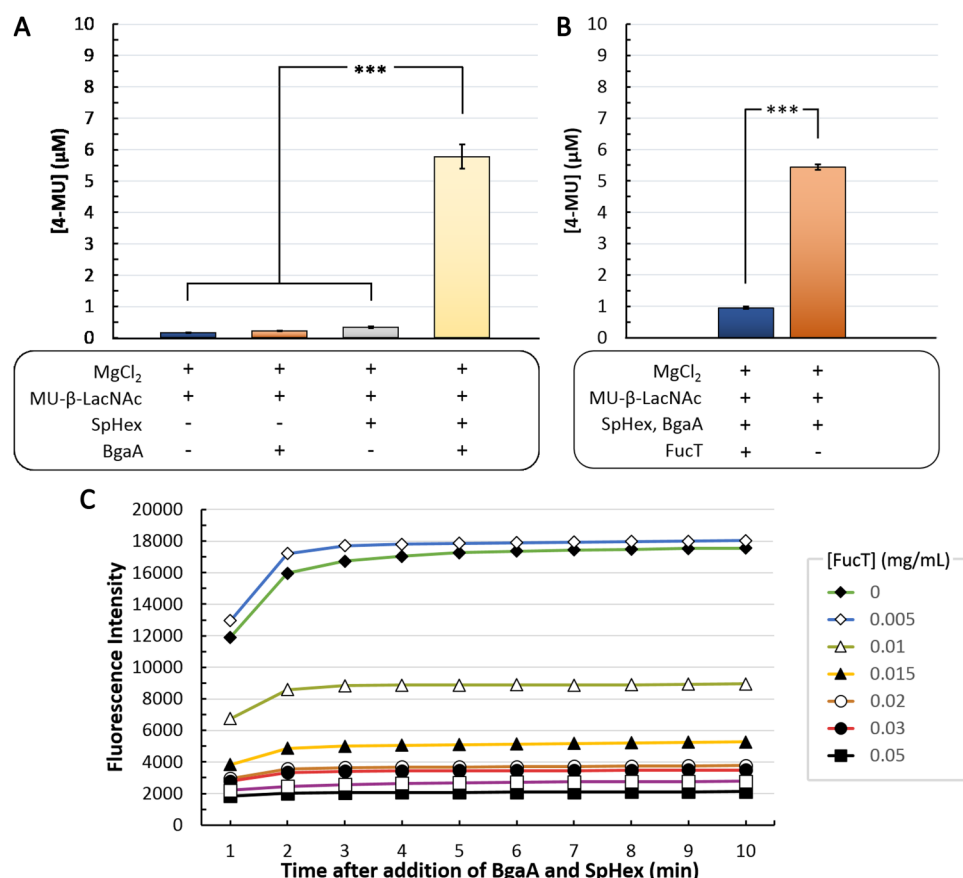 A
[4-MU] (µM)
10
9
8
7
6
5
4
3
2
1
0
***
MgCl2 + + + +
MU-β-LacNAc + + + +
SpHex - - + +
BgaA - + - +
B
[4-MU] (µM)
10
9
8
7
6
5
4
3
2
1
0
***
MgCl2 + +
MU-β-LacNAc + +
SpHex, BgaA + +
FucT + -
C
Fluorescence Intensity
20000
18000
16000
14000
12000
10000
8000
6000
4000
2000
0
1 2 3 4 5 6 7 8 9 10
Time after addition of BgaA and SpHex (min)
[FucT] (mg/mL)
0
0.005
0.01
0.015
0.02
0.03
0.05